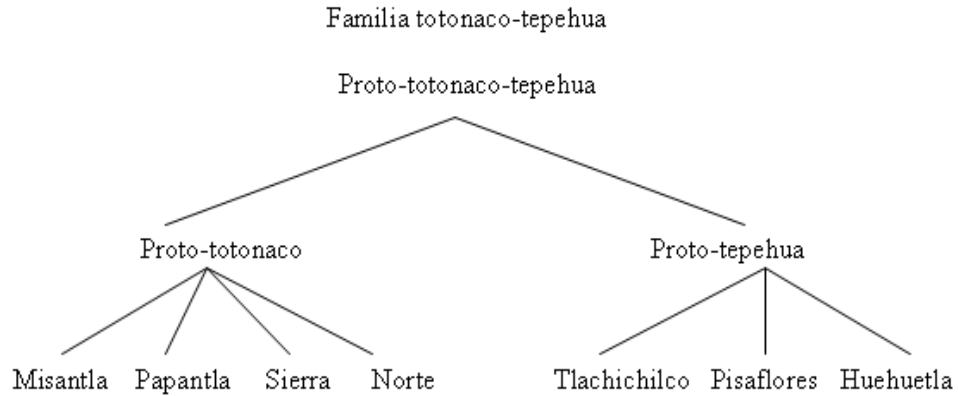 Familia totonaco-tepehua
Proto-totonaco-tepehua
Proto-totonaco Proto-tepehua
Misantla Papantla Sierra Norte Tlachichilco Pisaflores Huehuetla